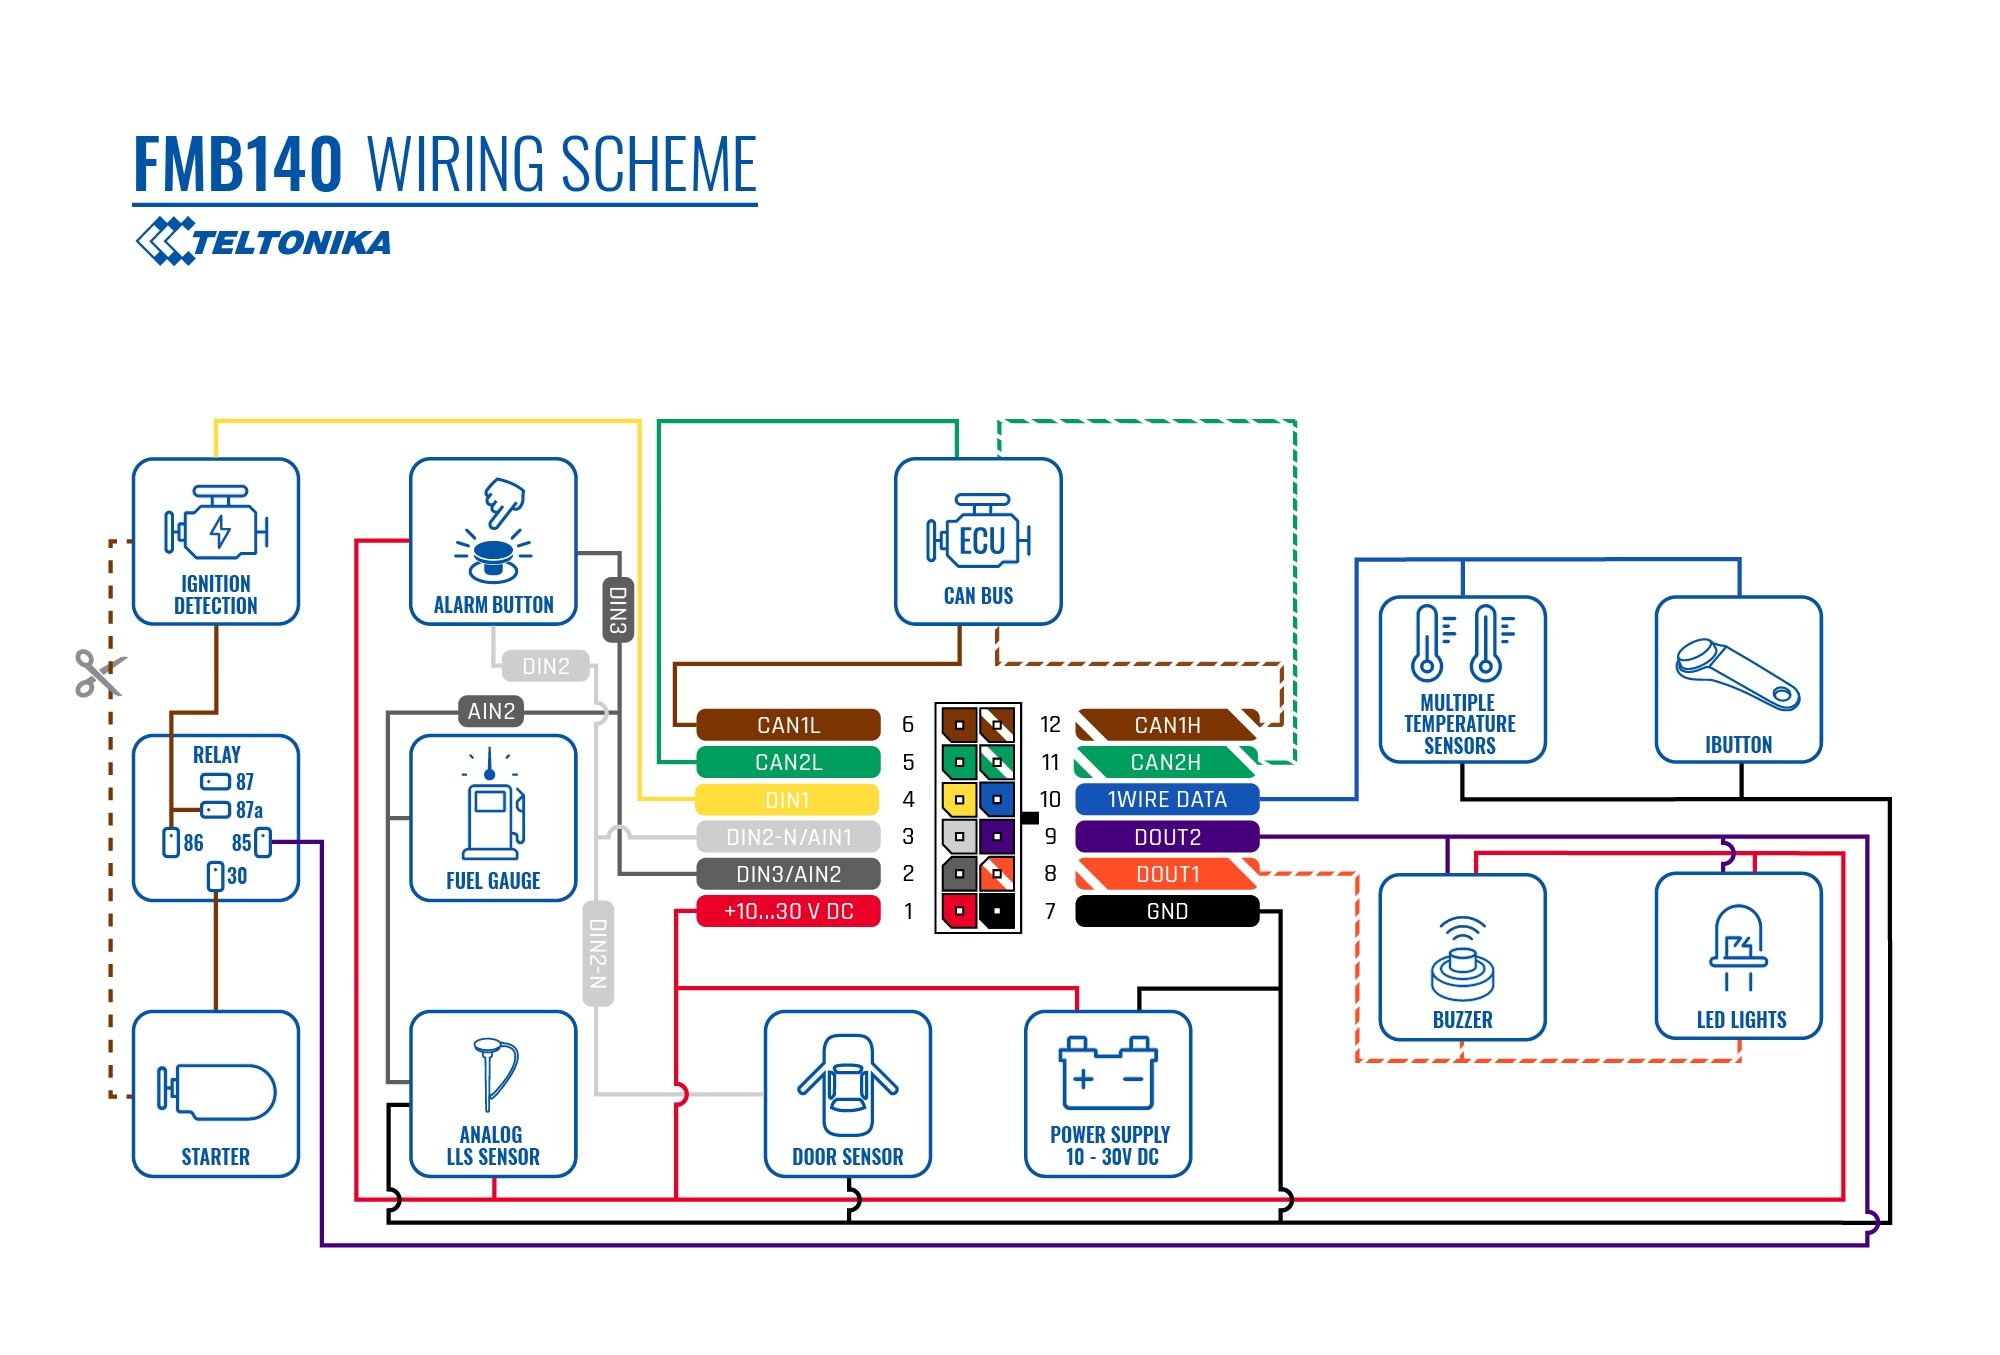 FMB140 WIRING SCHEME
TELTONIKA
IGNITION
DETECTION
ALARM BUTTON
DIN3
DIN2
AIN2
ECU
CAN BUS
MULTIPLE
TEMPERATURE
SENSORS
IBUTTON
RELAY
87
87a
86
85
30
FUEL GAUGE
CAN1L 6 12 CAN1H
CAN2L 5 11 CAN2H
DIN1 4 10 1WIRE DATA
DIN2-N/AIN1 3 9 DOUT2
DIN3/AIN2 2 8 DOUT1
+10...30 V DC 1 7 GND
DIN2-N
BUZZER
LED LIGHTS
STARTER
ANALOG
LLS SENSOR
DOOR SENSOR
+ −
POWER SUPPLY
10 - 30V DC